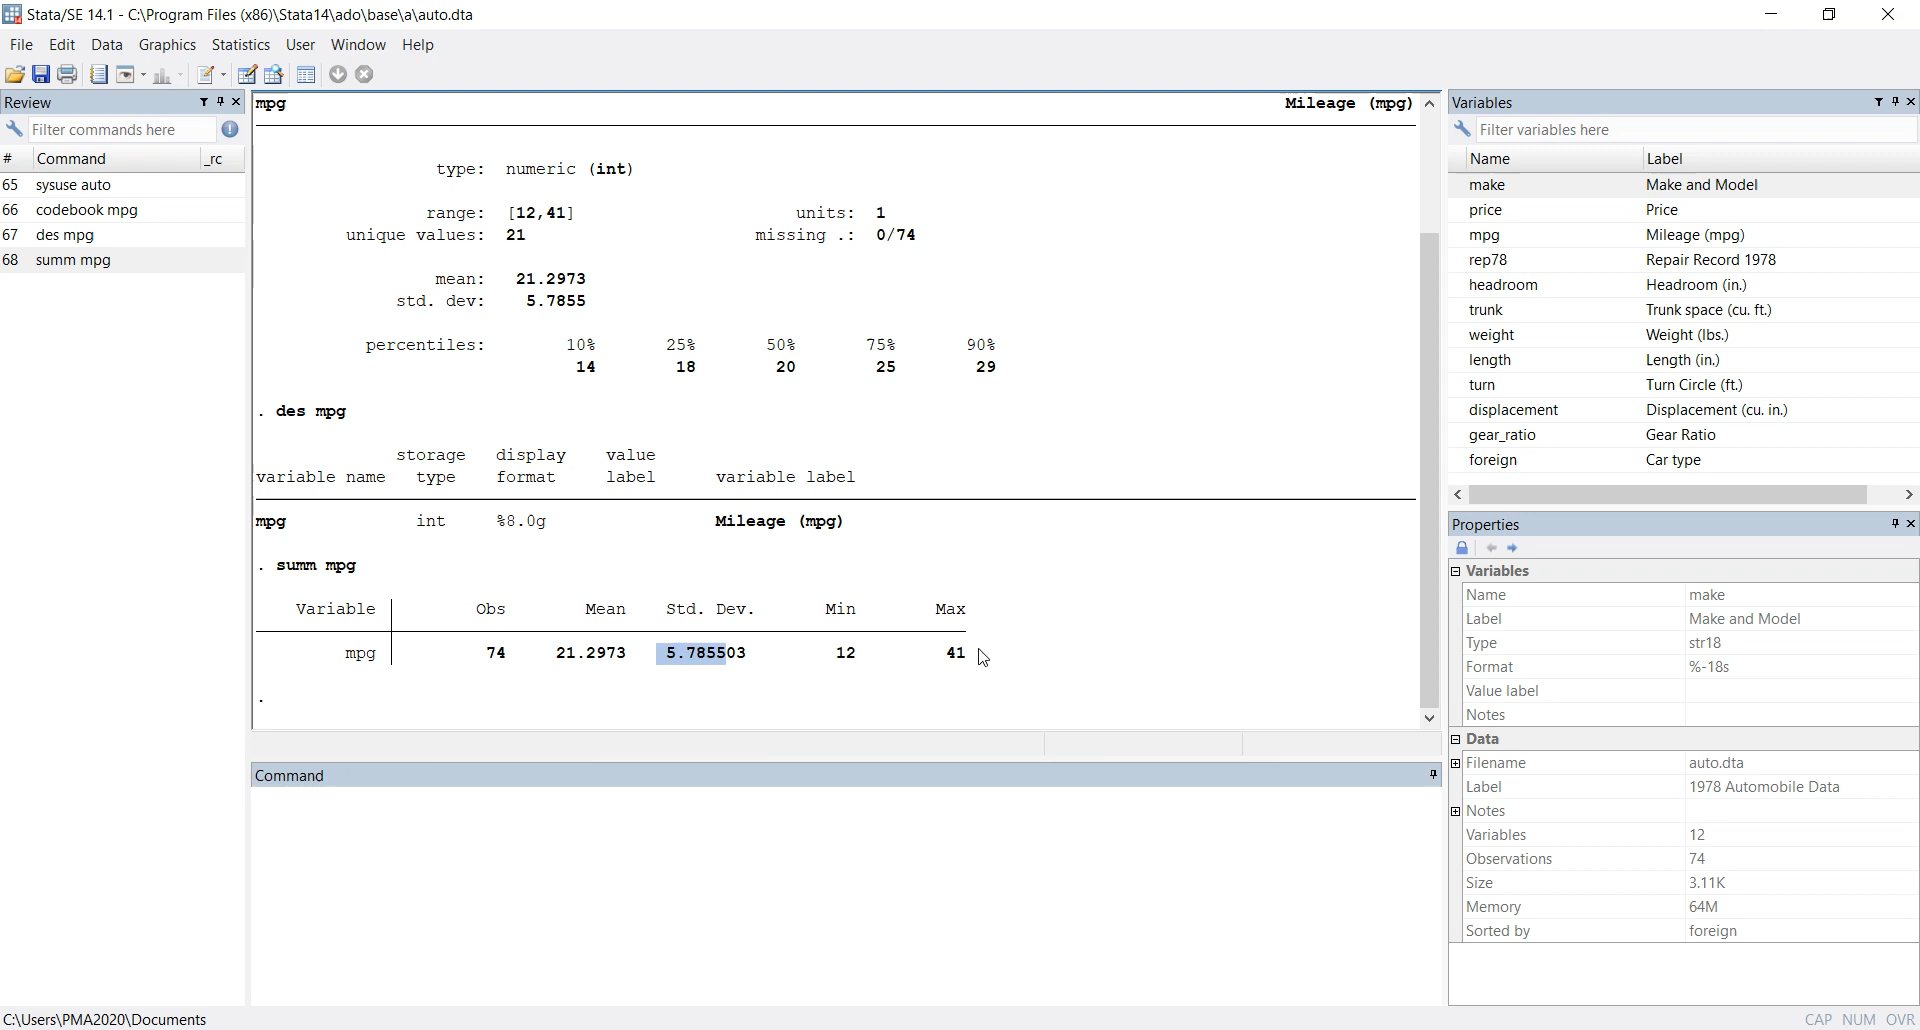 Stata/SE 14.1 - C:\Program Files (x86)\Stata14\ado\base\a\auto.dta
File Edit Data Graphics Statistics User Window Help
Review
Filter commands here
# Command _rc
65 sysuse auto
66 codebook mpg
67 des mpg
68 summ mpg
mpg Mileage (mpg)
type: numeric (int)
range: [12,41] units: 1
unique values: 21 missing .: 0/74
mean: 21.2973
std. dev: 5.7855
percentiles: 10% 25% 50% 75% 90%
14 18 20 25 29
. des mpg
storage display value
variable name type format label variable label
mpg int %8.0g Mileage (mpg)
. summ mpg
Variable Obs Mean Std. Dev. Min Max
mpg 74 21.2973 5.785503 12 41
.
Command
Variables
Filter variables here
Name Label
make Make and Model
price Price
mpg Mileage (mpg)
rep78 Repair Record 1978
headroom Headroom (in.)
trunk Trunk space (cu. ft.)
weight Weight (lbs.)
length Length (in.)
turn Turn Circle (ft.)
displacement Displacement (cu. in.)
gear_ratio Gear Ratio
foreign Car type
Properties
Variables
Name make
Label Make and Model
Type str18
Format %-18s
Value label
Notes
Data
Filename auto.dta
Label 1978 Automobile Data
Notes
Variables 12
Observations 74
Size 3.11K
Memory 64M
Sorted by foreign
C:\Users\PMA2020\Documents CAP NUM OVR